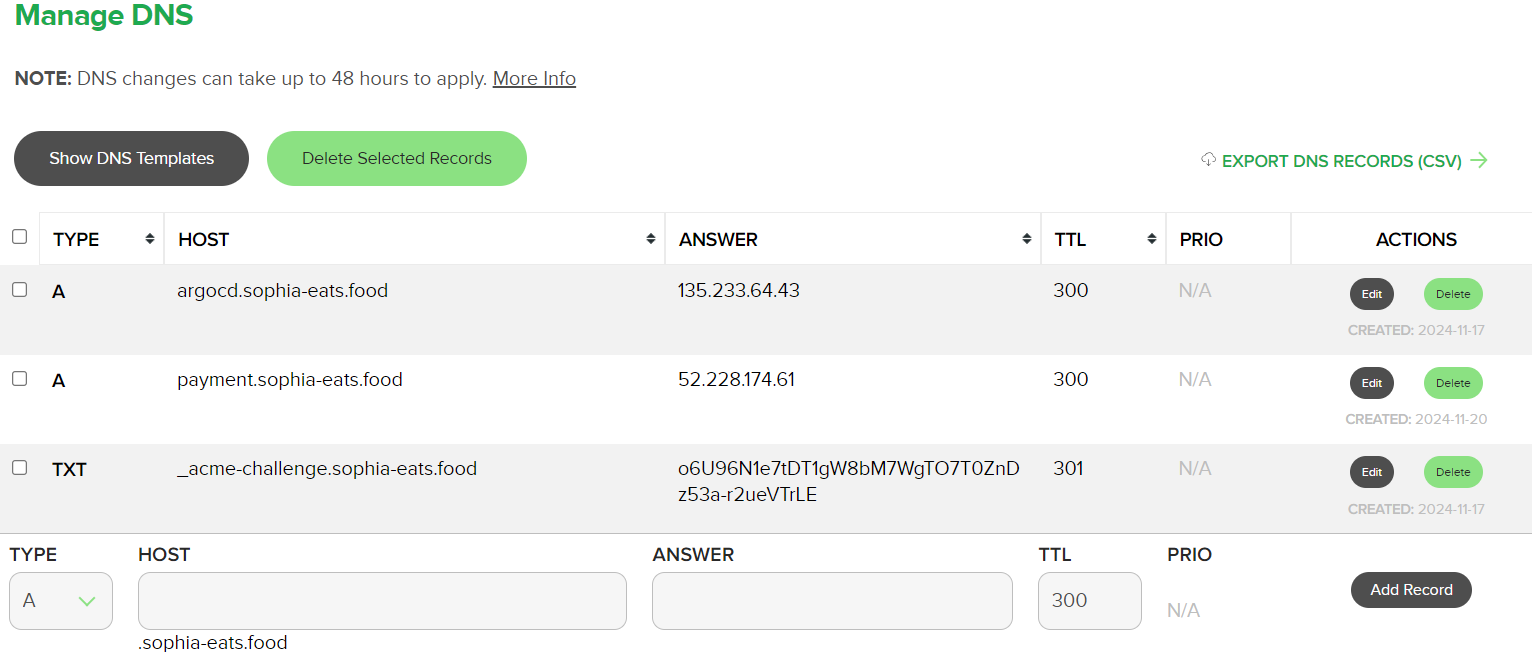 Manage DNS
NOTE: DNS changes can take up to 48 hours to apply. More Info
Show DNS Templates Delete Selected Records EXPORT DNS RECORDS (CSV)
TYPE HOST ANSWER TTL PRIO ACTIONS
A argocd.sophia-eats.food 135.233.64.43 300 N/A Edit Delete
CREATED: 2024-11-17
A payment.sophia-eats.food 52.228.174.61 300 N/A Edit Delete
CREATED: 2024-11-20
TXT _acme-challenge.sophia-eats.food o6U96N1e7tDT1gW8bM7WgTO7T0ZnD 301 N/A Edit Delete
z53a-r2ueVTrLE
CREATED: 2024-11-17
TYPE HOST ANSWER TTL PRIO
A 300 N/A Add Record
.sophia-eats.food